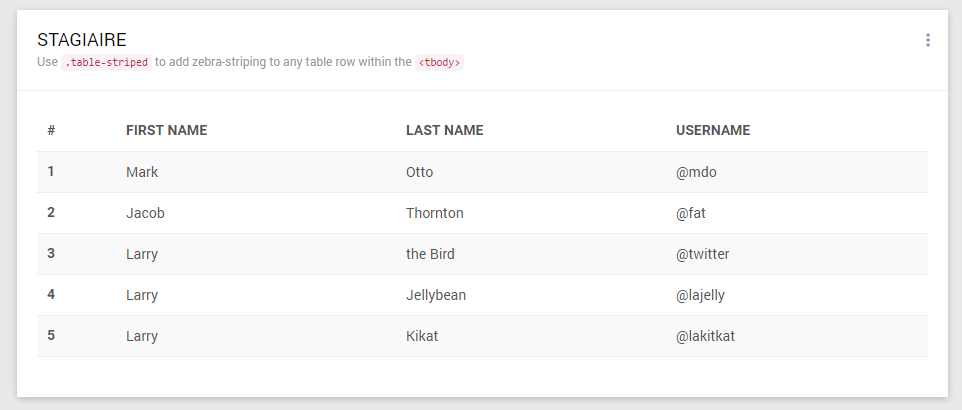 STAGIAIRE
Use .table-striped to add zebra-striping to any table row within the <tbody>
# FIRST NAME LAST NAME USERNAME
1 Mark Otto @mdo
2 Jacob Thornton @fat
3 Larry the Bird @twitter
4 Larry Jellybean @lajelly
5 Larry Kikat @lakitkat